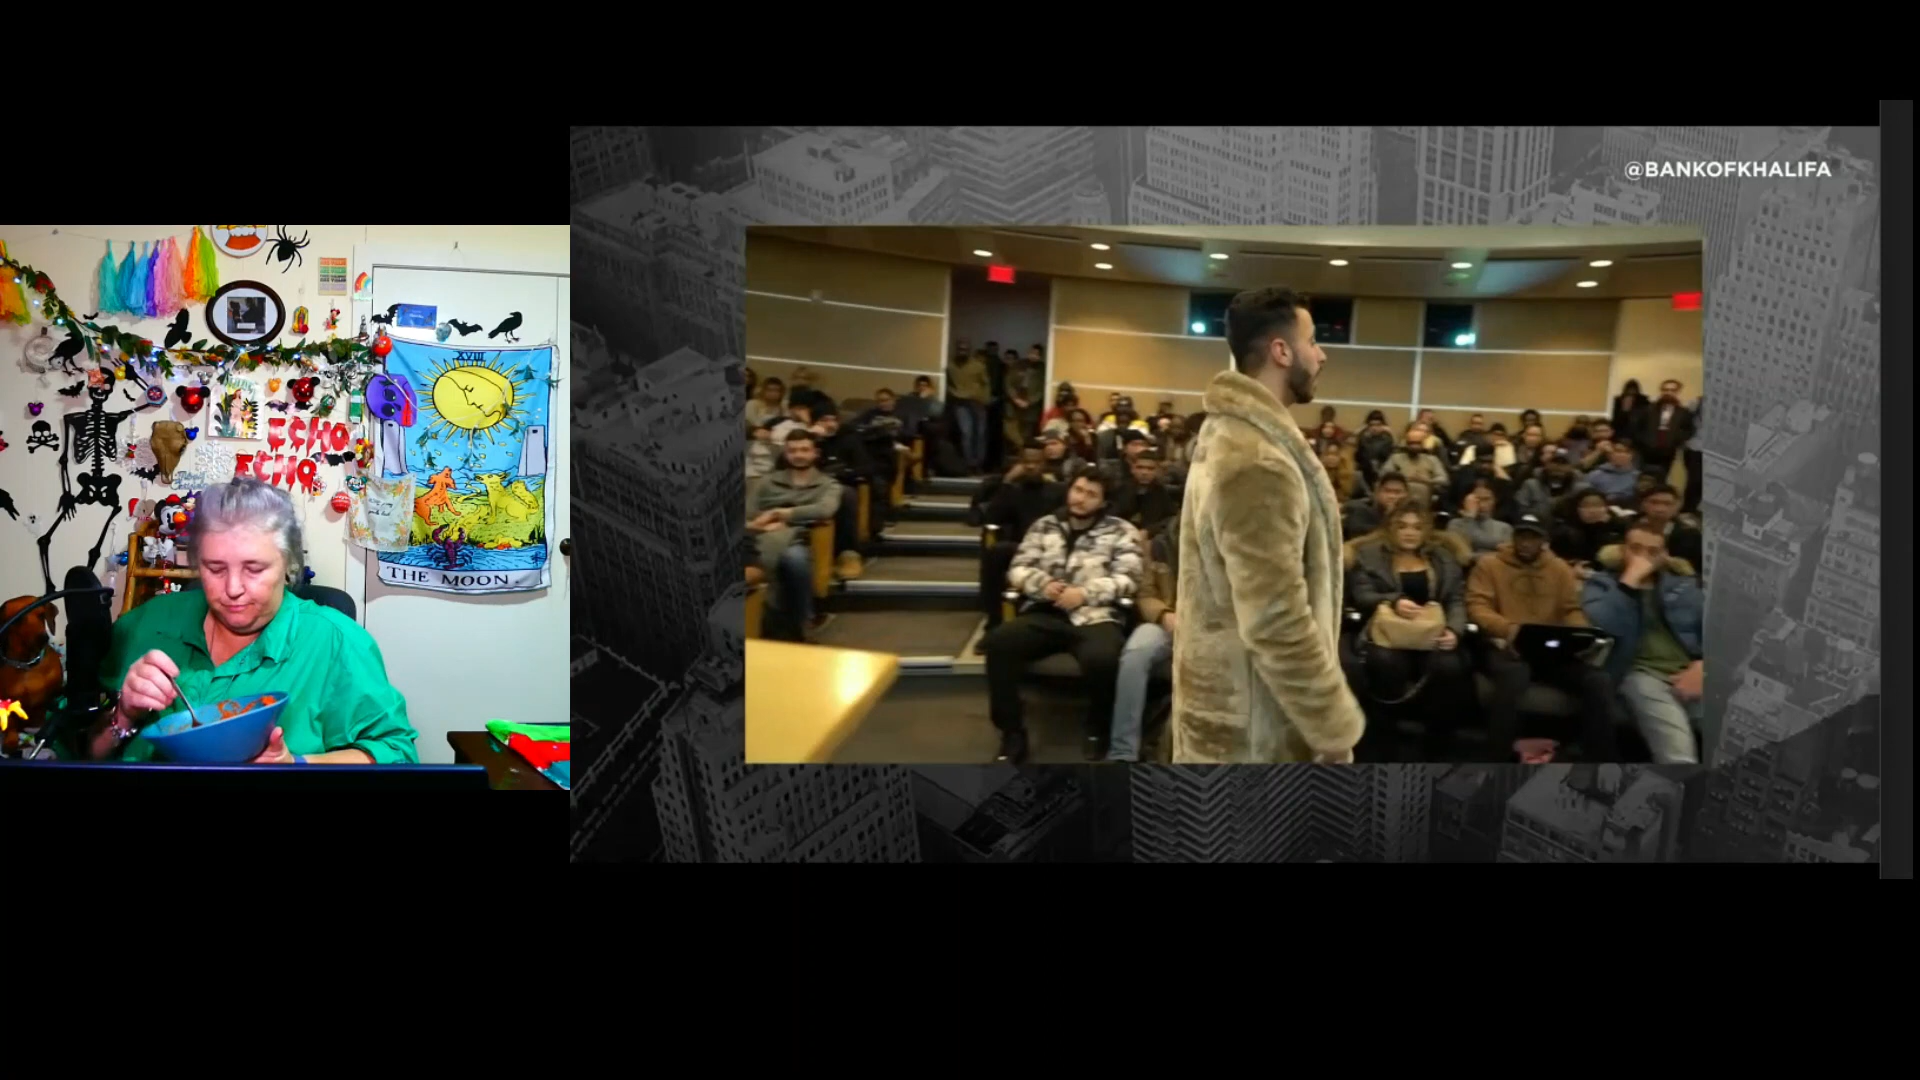 @BANKOFKHALIFA
XVIII
ECHO
ECHO
THE MOON